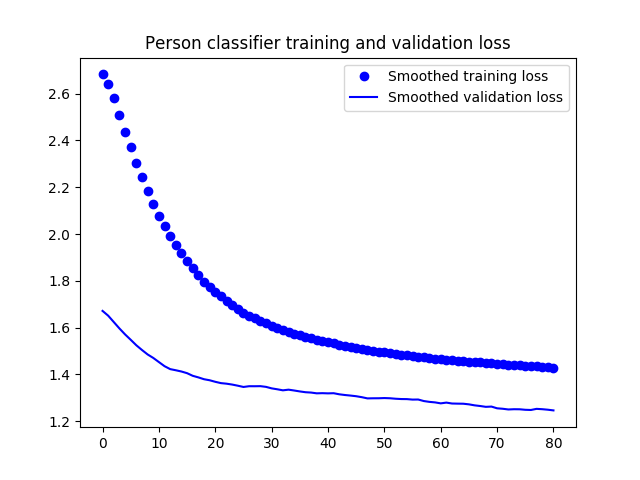 Person classifier training and validation loss
Smoothed training loss
Smoothed validation loss
2.6
2.4
2.2
2.0
1.8
1.6
1.4
1.2
0 10 20 30 40 50 60 70 80